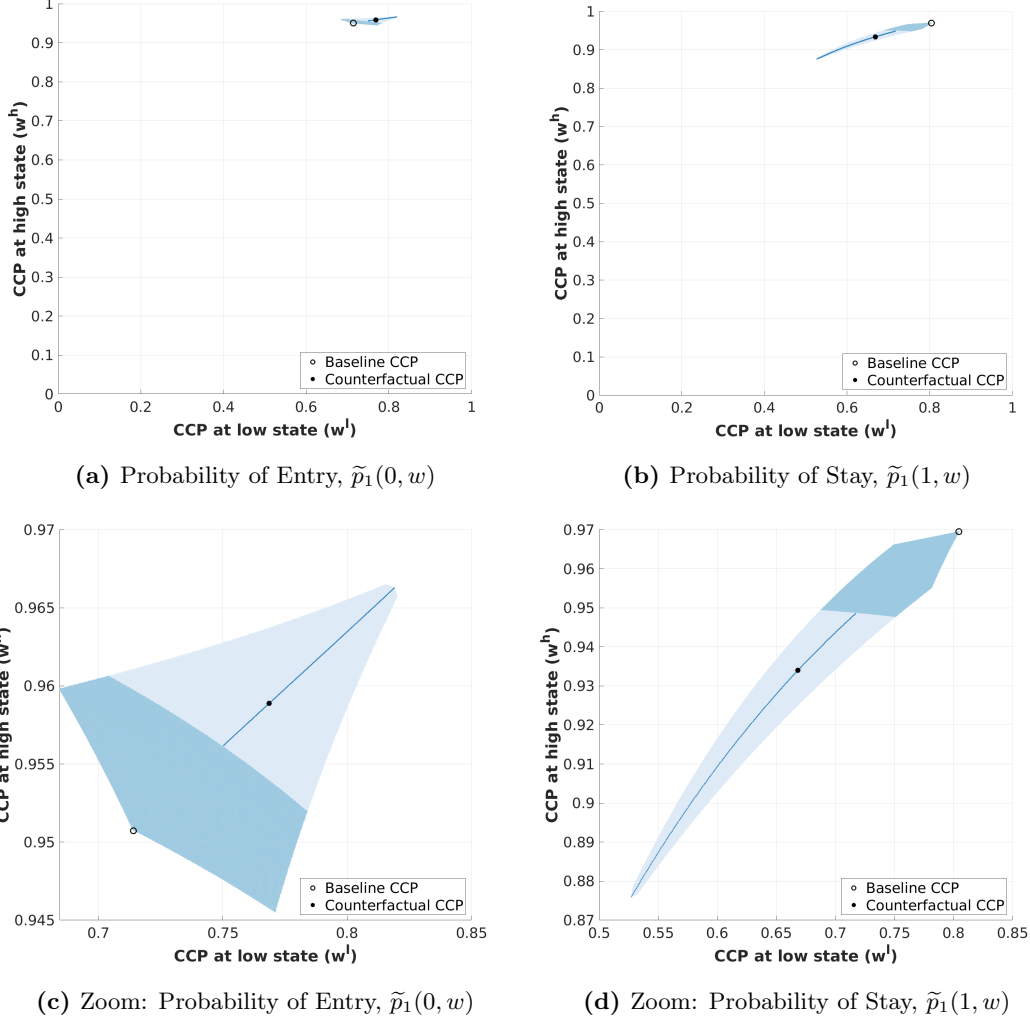 1
0.9
0.8
0.7
0.6
0.5
0.4
0.3
0.2
0.1
0
CCP at high state (w^h)
0 0.2 0.4 0.6 0.8 1
CCP at low state (w^l)
Baseline CCP
Counterfactual CCP
(a) Probability of Entry, p̃₁(0, w)
1
0.9
0.8
0.7
0.6
0.5
0.4
0.3
0.2
0.1
0
CCP at high state (w^h)
0 0.2 0.4 0.6 0.8 1
CCP at low state (w^l)
Baseline CCP
Counterfactual CCP
(b) Probability of Stay, p̃₁(1, w)
0.97
0.965
0.96
0.955
0.95
0.945
CCP at high state (w^h)
0.7 0.75 0.8 0.85
CCP at low state (w^l)
Baseline CCP
Counterfactual CCP
(c) Zoom: Probability of Entry, p̃₁(0, w)
0.97
0.96
0.95
0.94
0.93
0.92
0.91
0.9
0.89
0.88
0.87
CCP at high state (w^h)
0.5 0.55 0.6 0.65 0.7 0.75 0.8 0.85
CCP at low state (w^l)
Baseline CCP
Counterfactual CCP
(d) Zoom: Probability of Stay, p̃₁(1, w)